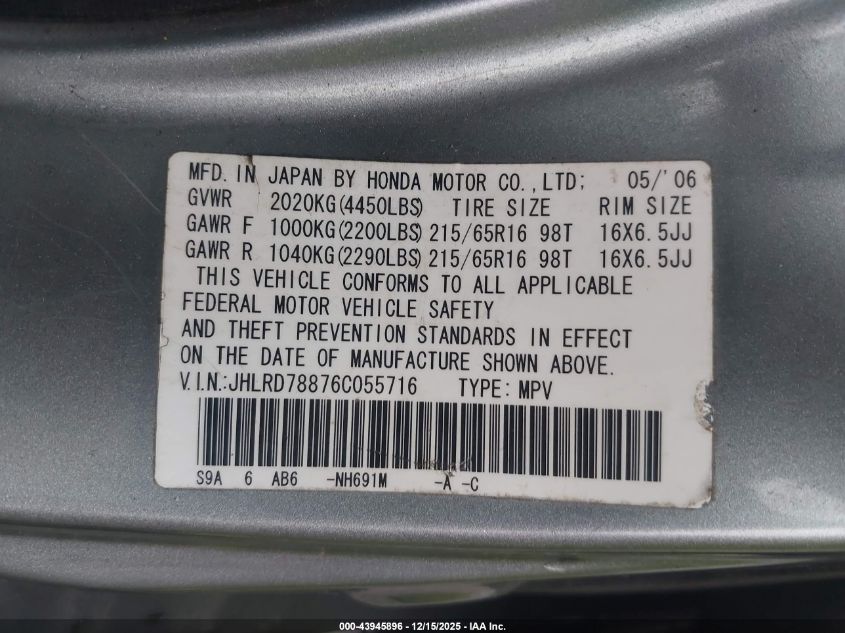 MFD. IN JAPAN BY HONDA MOTOR CO., LTD; 05/'06
GVWR 2020KG(4450LBS) TIRE SIZE RIM SIZE
GAWR F 1000KG(2200LBS) 215/65R16 98T 16X6.5JJ
GAWR R 1040KG(2290LBS) 215/65R16 98T 16X6.5JJ
THIS VEHICLE CONFORMS TO ALL APPLICABLE
FEDERAL MOTOR VEHICLE SAFETY
AND THEFT PREVENTION STANDARDS IN EFFECT
ON THE DATE OF MANUFACTURE SHOWN ABOVE.
V.I.N.:JHLRD78876C055716 TYPE: MPV
S9A 6 AB6 -NH691M -A -C
000-43945896 - 12/15/2025 - IAA Inc.